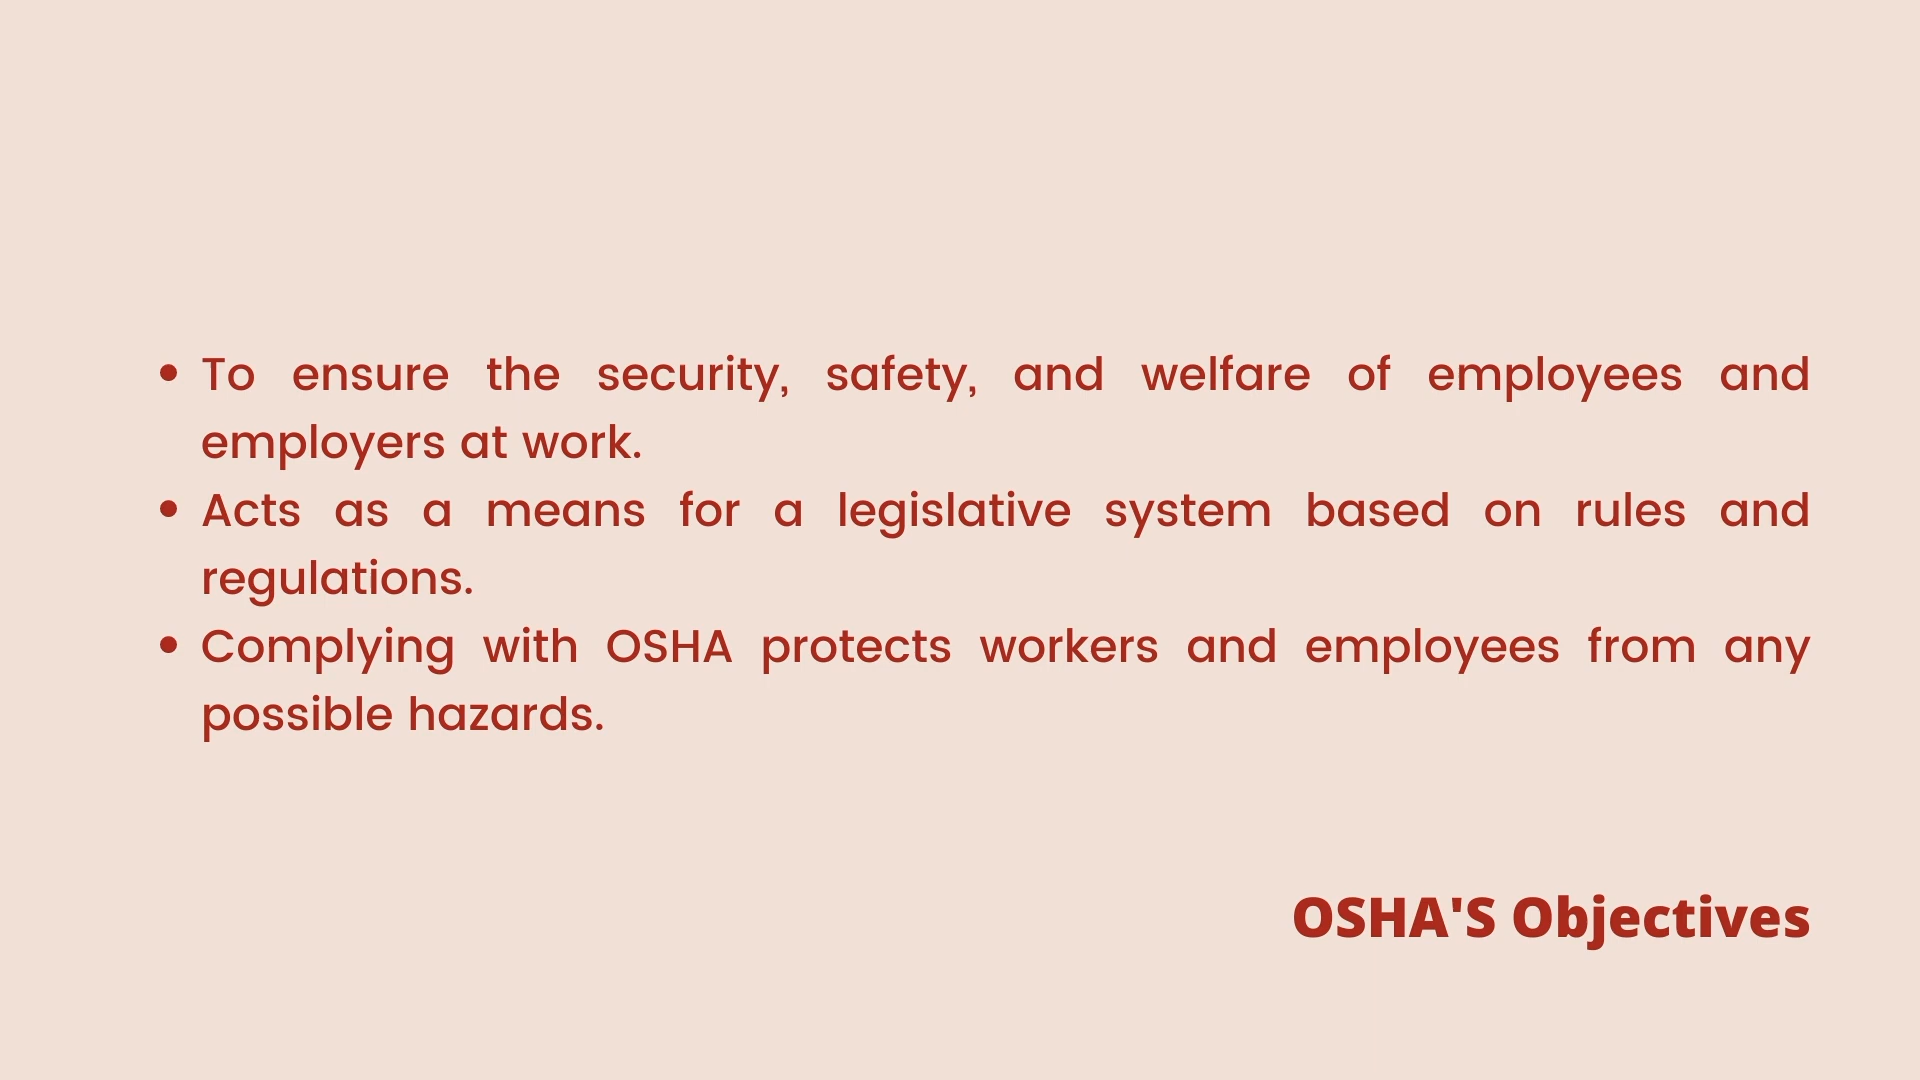 • To ensure the security, safety, and welfare of employees and
employers at work.
• Acts as a means for a legislative system based on rules and
regulations.
• Complying with OSHA protects workers and employees from any
possible hazards.
OSHA'S Objectives